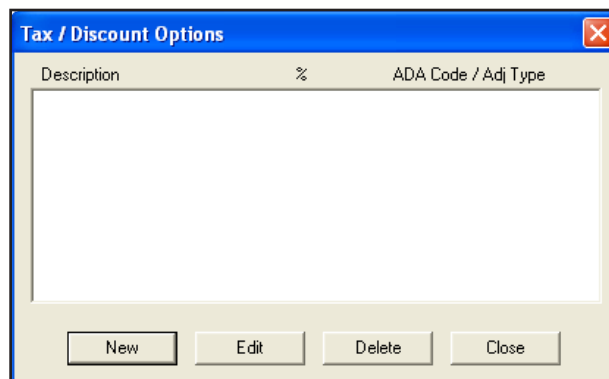 Tax / Discount Options
Description % ADA Code / Adj Type
New Edit Delete Close